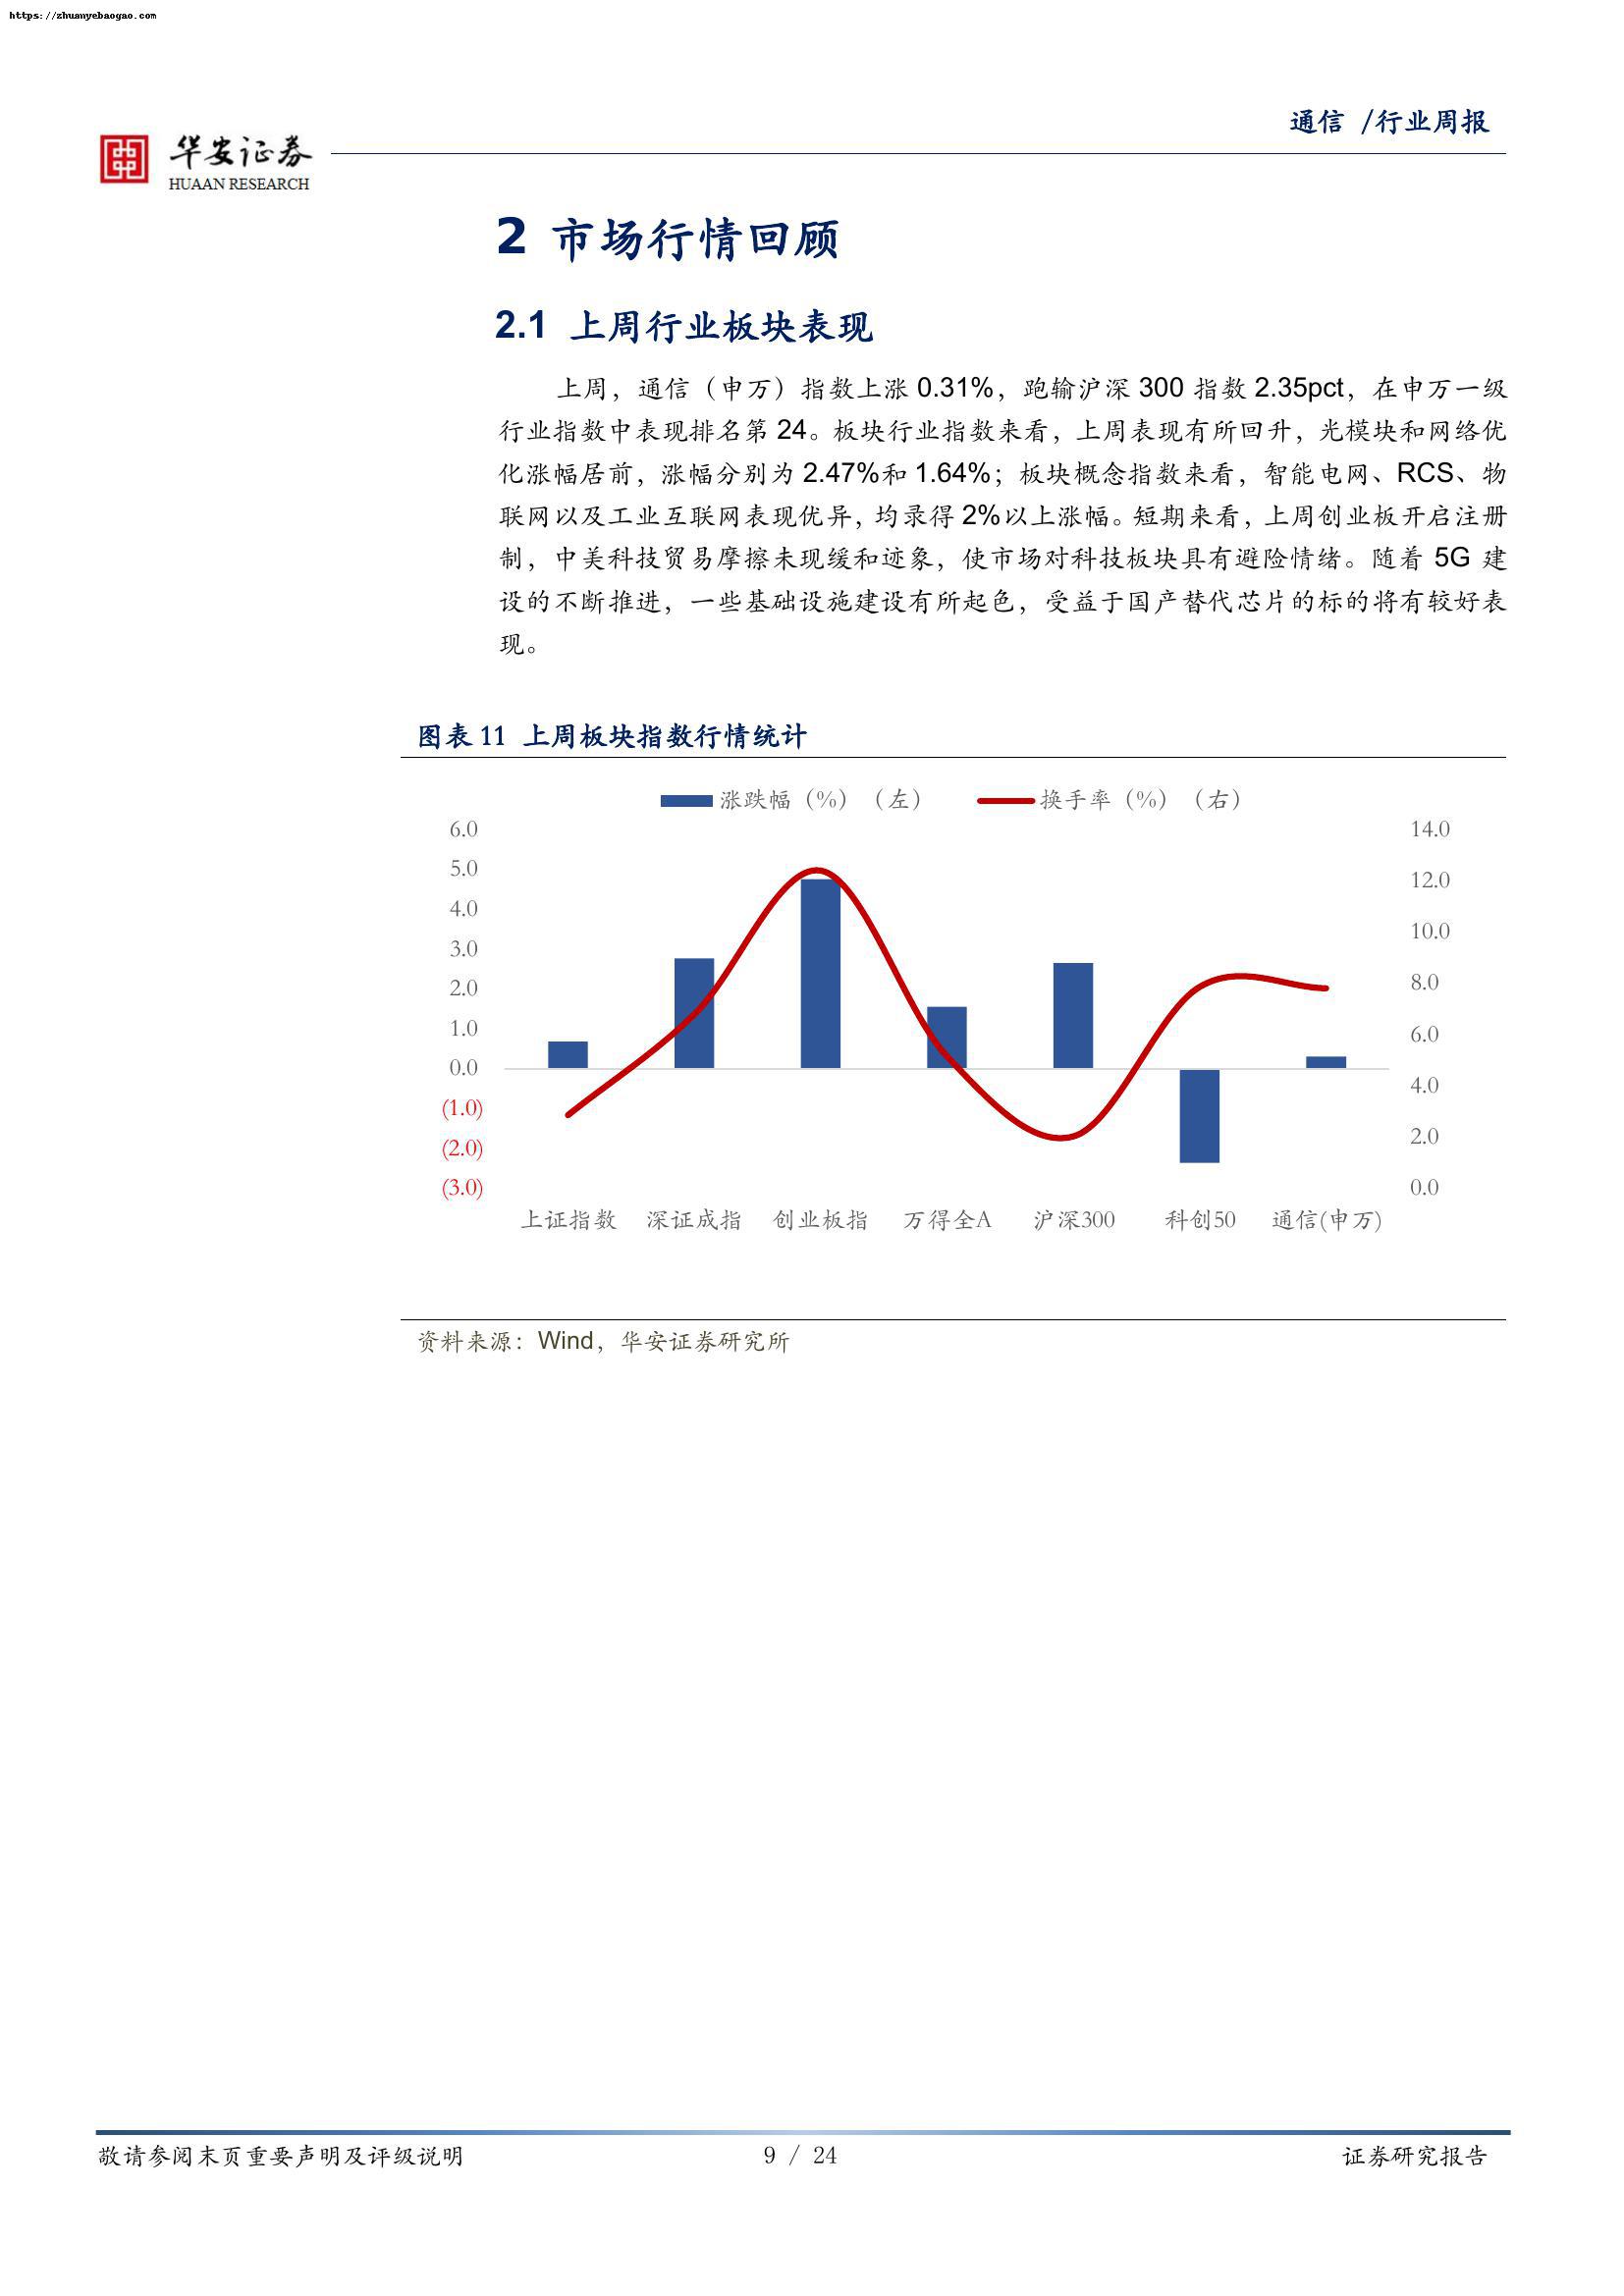 https://zhuanyebaogao.com
通信 /行业周报
华安证券
HUAAN RESEARCH
2 市场行情回顾
2.1 上周行业板块表现
上周，通信（申万）指数上涨 0.31%，跑输沪深 300 指数 2.35pct，在申万一级
行业指数中表现排名第 24。板块行业指数来看，上周表现有所回升，光模块和网络优
化涨幅居前，涨幅分别为 2.47%和 1.64%；板块概念指数来看，智能电网、RCS、物
联网以及工业互联网表现优异，均录得 2%以上涨幅。短期来看，上周创业板开启注册
制，中美科技贸易摩擦未现缓和迹象，使市场对科技板块具有避险情绪。随着 5G 建
设的不断推进，一些基础设施建设有所起色，受益于国产替代芯片的标的将有较好表
现。
图表 11 上周板块指数行情统计
涨跌幅（%）（左） 换手率（%）（右）
6.0 14.0
5.0 12.0
4.0 10.0
3.0
2.0 8.0
1.0 6.0
0.0
(1.0) 4.0
(2.0) 2.0
(3.0) 0.0
上证指数 深证成指 创业板指 万得全A 沪深300 科创50 通信(申万)
资料来源：Wind，华安证券研究所
敬请参阅末页重要声明及评级说明 9 / 24 证券研究报告